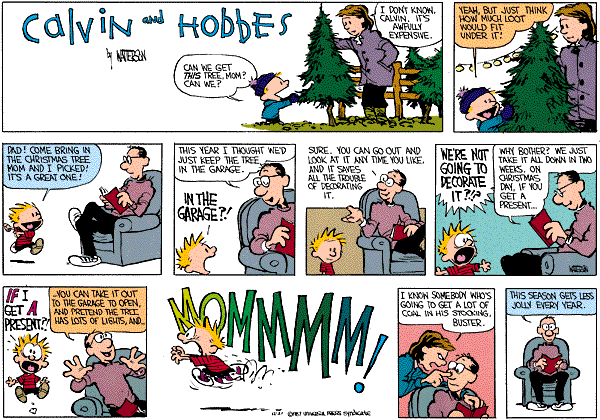 CALVIN AND HOBBES
by WATTERSON
CAN WE GET
THIS TREE, MOM?
CAN WE?
I DON'T KNOW,
CALVIN. IT'S
AWFULLY
EXPENSIVE.
YEAH, BUT JUST THINK
HOW MUCH LOOT
WOULD FIT
UNDER IT!
DAD! COME BRING IN
THE CHRISTMAS TREE
MOM AND I PICKED!
IT'S A GREAT ONE!
THIS YEAR I THOUGHT WE'D
JUST KEEP THE TREE
IN THE GARAGE.
IN THE
GARAGE?!
SURE. YOU CAN GO OUT AND
LOOK AT IT ANY TIME YOU LIKE,
AND IT SAVES
ALL THE TROUBLE
OF DECORATING
IT.
WE'RE NOT
GOING TO
DECORATE
IT?!?
WHY BOTHER? WE JUST
TAKE IT ALL DOWN IN TWO
WEEKS. ON
CHRISTMAS
DAY, IF YOU
GET A
PRESENT...
WATTERSON
IF I
GET A
PRESENT?!
...YOU CAN TAKE IT OUT
TO THE GARAGE TO OPEN,
AND PRETEND THE TREE
HAS LOTS OF LIGHTS, AND...
MOMMMM!
12-21 ©1987 UNIVERSAL PRESS SYNDICATE
I KNOW SOMEBODY WHO'S
GOING TO GET A LOT OF
COAL IN HIS STOCKING,
BUSTER.
THIS SEASON GETS LESS
JOLLY EVERY YEAR.